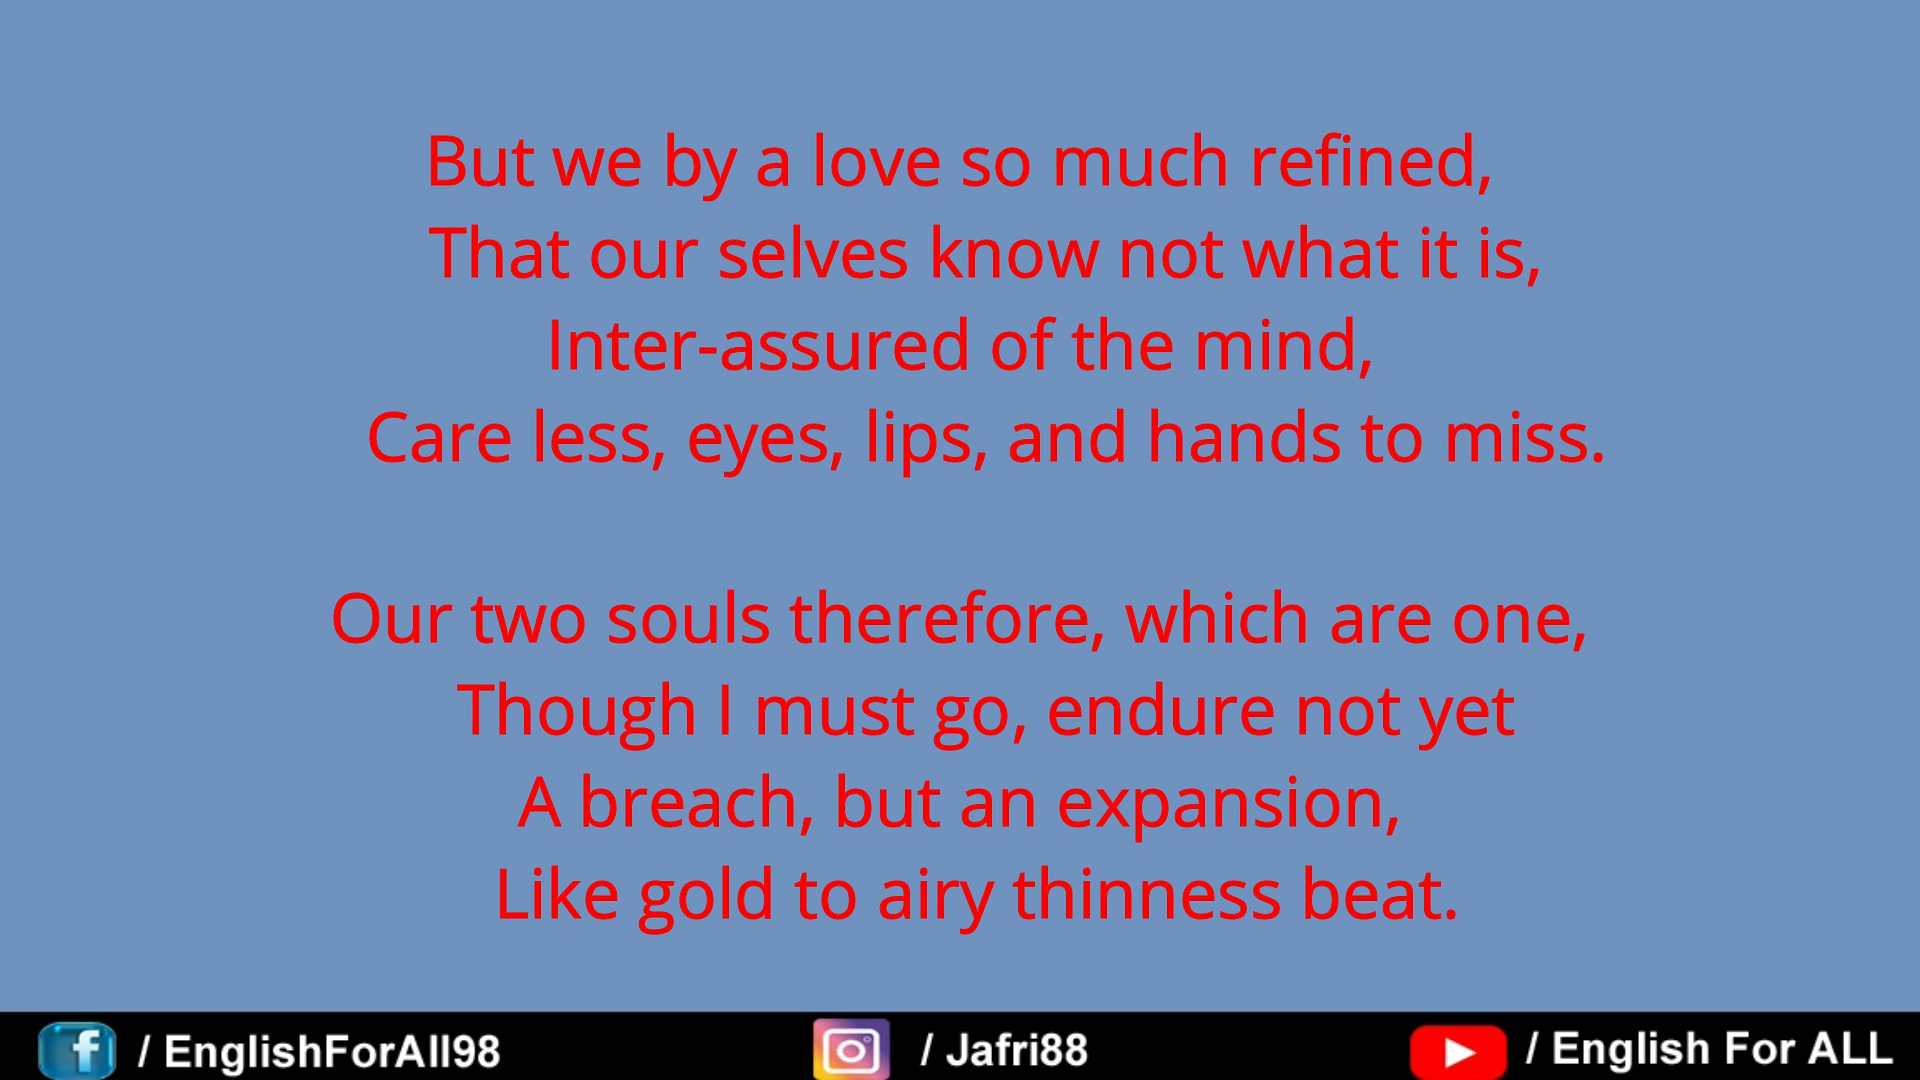 But we by a love so much refined,
That our selves know not what it is,
Inter-assured of the mind,
Care less, eyes, lips, and hands to miss.
Our two souls therefore, which are one,
Though I must go, endure not yet
A breach, but an expansion,
Like gold to airy thinness beat.
/ EnglishForAll98
/ Jafri88
/ English For ALL